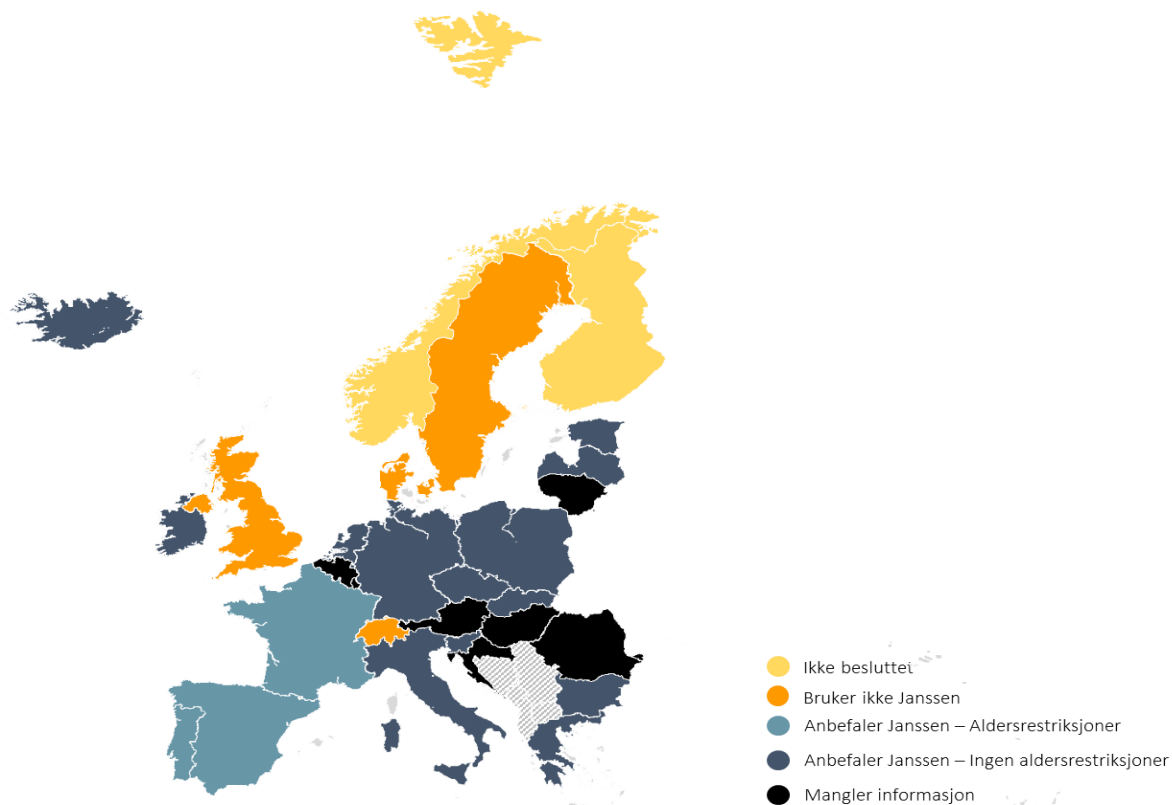 Ikke besluttet
Bruker ikke Janssen
Anbefaler Janssen – Aldersrestriksjoner
Anbefaler Janssen – Ingen aldersrestriksjoner
Mangler informasjon